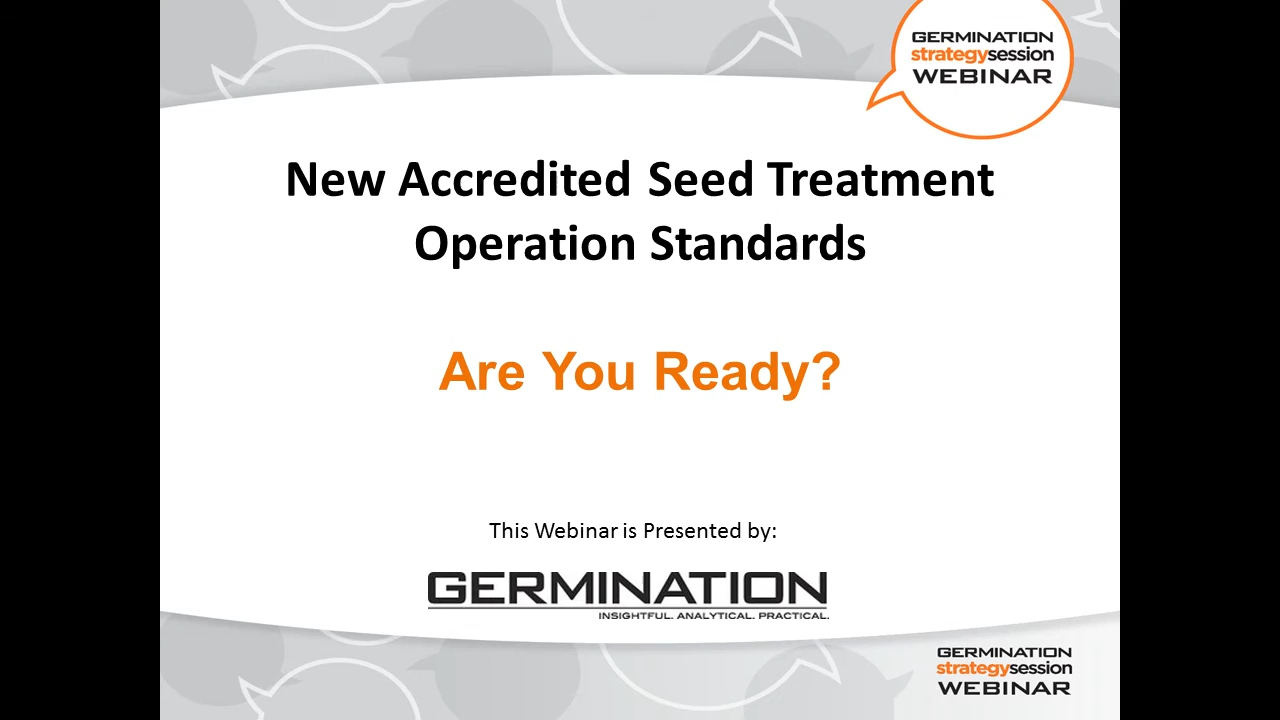 GERMINATION
strategysession
WEBINAR
New Accredited Seed Treatment
Operation Standards
Are You Ready?
This Webinar is Presented by:
GERMINATION
INSIGHTFUL. ANALYTICAL. PRACTICAL.
GERMINATION
strategysession
WEBINAR